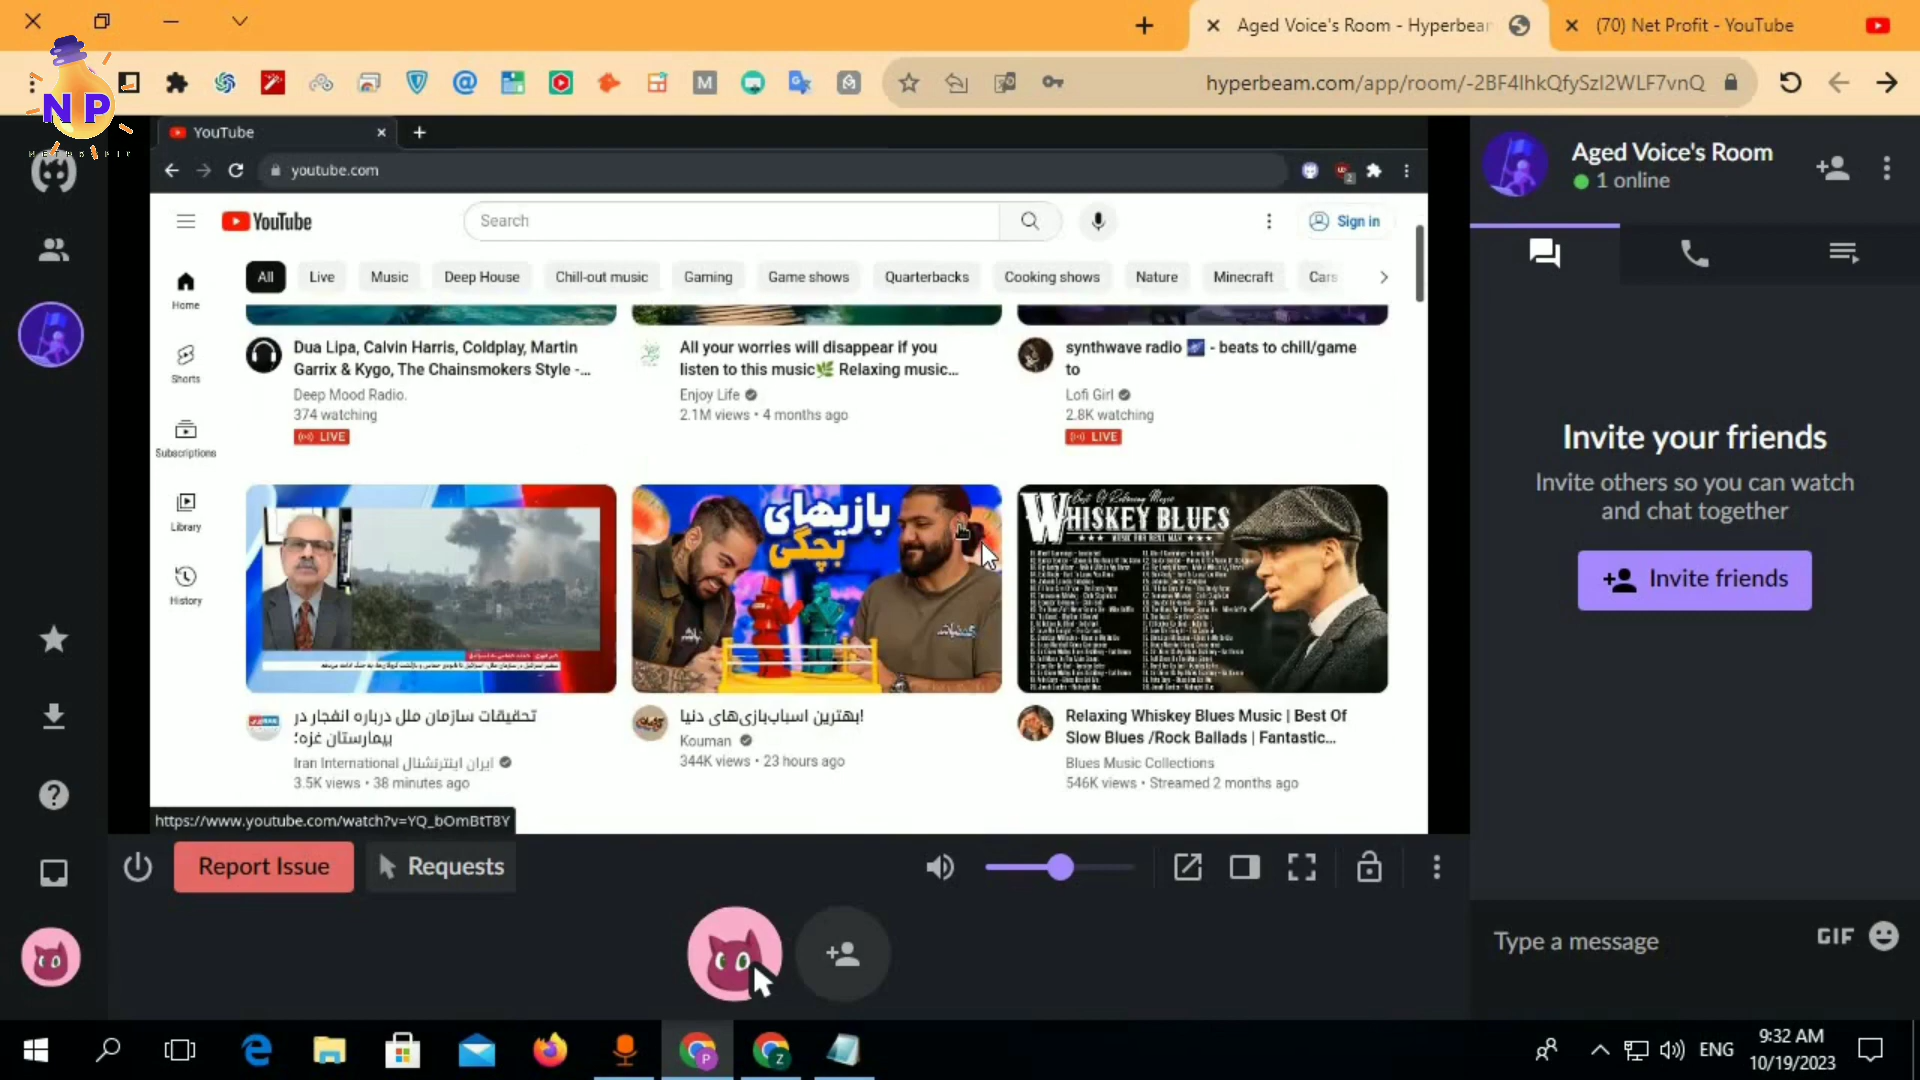 Aged Voice's Room - Hyperbeam
(70) Net Profit - YouTube
NP
hyperbeam.com/app/room/-2BF4IhkQfySzI2WLF7vnQ
YouTube
youtube.com
YouTube
Search
Sign in
All
Live
Music
Deep House
Chill-out music
Gaming
Game shows
Quarterbacks
Cooking shows
Nature
Minecraft
Cars
Home
Shorts
Subscriptions
Library
History
Dua Lipa, Calvin Harris, Coldplay, Martin
Garrix & Kygo, The Chainsmokers Style -...
Deep Mood Radio.
374 watching
LIVE
All your worries will disappear if you
listen to this music🌿 Relaxing music...
Enjoy Life
2.1M views • 4 months ago
synthwave radio 🌌 - beats to chill/game
to
Lofi Girl
2.8K watching
LIVE
بازیهای
بچگی
Best Of Relaxing Music
WHISKEY BLUES
تحقیقات سازمان ملل درباره انفجار در
بیمارستان غزه؛
Iran International ایران اینترنشنال
3.5K views • 38 minutes ago
بهترین اسباب‌بازی‌های دنیا!
Kouman
344K views • 23 hours ago
Relaxing Whiskey Blues Music | Best Of
Slow Blues /Rock Ballads | Fantastic...
Blues Music Collections
546K views • Streamed 2 months ago
https://www.youtube.com/watch?v=YQ_bOmBtT8Y
Report Issue
Requests
Aged Voice's Room
1 online
Invite your friends
Invite others so you can watch
and chat together
Invite friends
Type a message
GIF
ENG
9:32 AM
10/19/2023